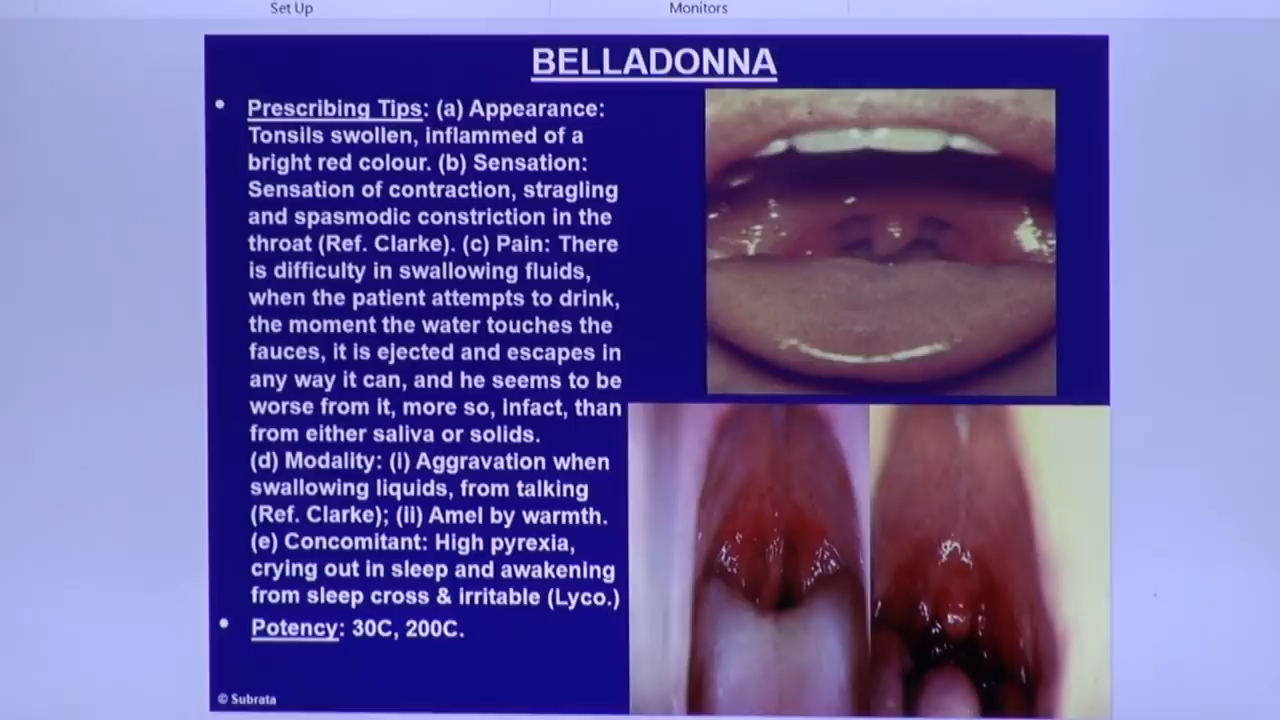 Set Up
Monitors
BELLADONNA
• Prescribing Tips: (a) Appearance:
Tonsils swollen, inflammed of a
bright red colour. (b) Sensation:
Sensation of contraction, stragling
and spasmodic constriction in the
throat (Ref. Clarke). (c) Pain: There
is difficulty in swallowing fluids,
when the patient attempts to drink,
the moment the water touches the
fauces, it is ejected and escapes in
any way it can, and he seems to be
worse from it, more so, infact, than
from either saliva or solids.
(d) Modality: (i) Aggravation when
swallowing liquids, from talking
(Ref. Clarke); (ii) Amel by warmth.
(e) Concomitant: High pyrexia,
crying out in sleep and awakening
from sleep cross & irritable (Lyco.)
• Potency: 30C, 200C.
© Subrata